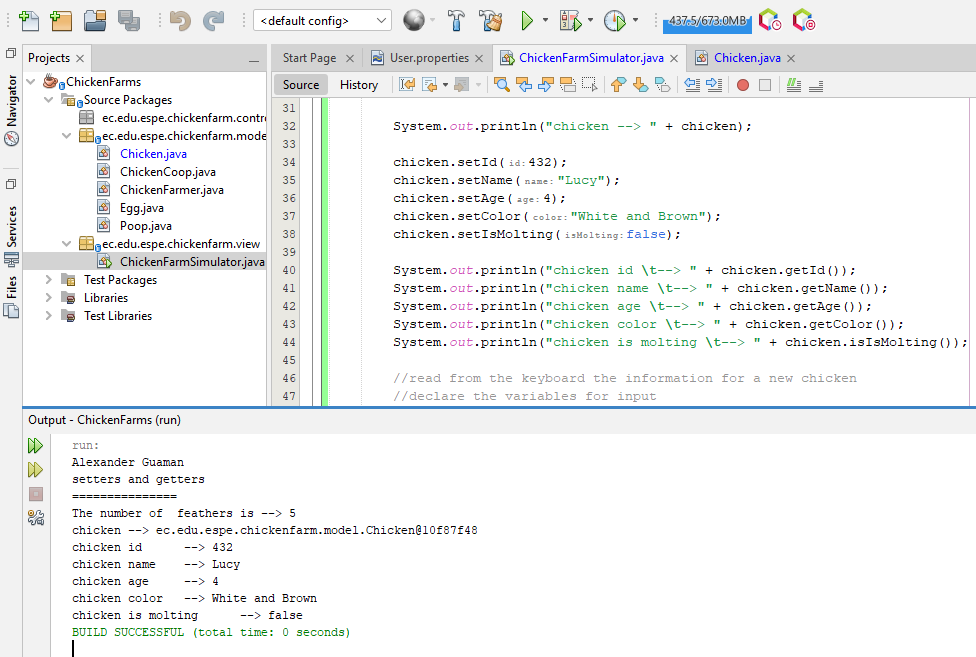 <default config>
437.5/673.0MB
Projects
Navigator
Services
Files
ChickenFarms
Source Packages
ec.edu.espe.chickenfarm.contro
ec.edu.espe.chickenfarm.mode
Chicken.java
ChickenCoop.java
ChickenFarmer.java
Egg.java
Poop.java
ec.edu.espe.chickenfarm.view
ChickenFarmSimulator.java
Test Packages
Libraries
Test Libraries
Start Page
User.properties
ChickenFarmSimulator.java
Chicken.java
Source History
31
32 System.out.println("chicken --> " + chicken);
33
34 chicken.setId(id:432);
35 chicken.setName(name:"Lucy");
36 chicken.setAge(age:4);
37 chicken.setColor(color:"White and Brown");
38 chicken.setIsMolting(isMolting:false);
39
40 System.out.println("chicken id \t--> " + chicken.getId());
41 System.out.println("chicken name \t--> " + chicken.getName());
42 System.out.println("chicken age \t--> " + chicken.getAge());
43 System.out.println("chicken color \t--> " + chicken.getColor());
44 System.out.println("chicken is molting \t--> " + chicken.isIsMolting());
45
46 //read from the keyboard the information for a new chicken
47 //declare the variables for input
Output - ChickenFarms (run)
run:
Alexander Guaman
setters and getters
===============
The number of  feathers is --> 5
chicken --> ec.edu.espe.chickenfarm.model.Chicken@10f87f48
chicken id --> 432
chicken name --> Lucy
chicken age --> 4
chicken color --> White and Brown
chicken is molting --> false
BUILD SUCCESSFUL (total time: 0 seconds)